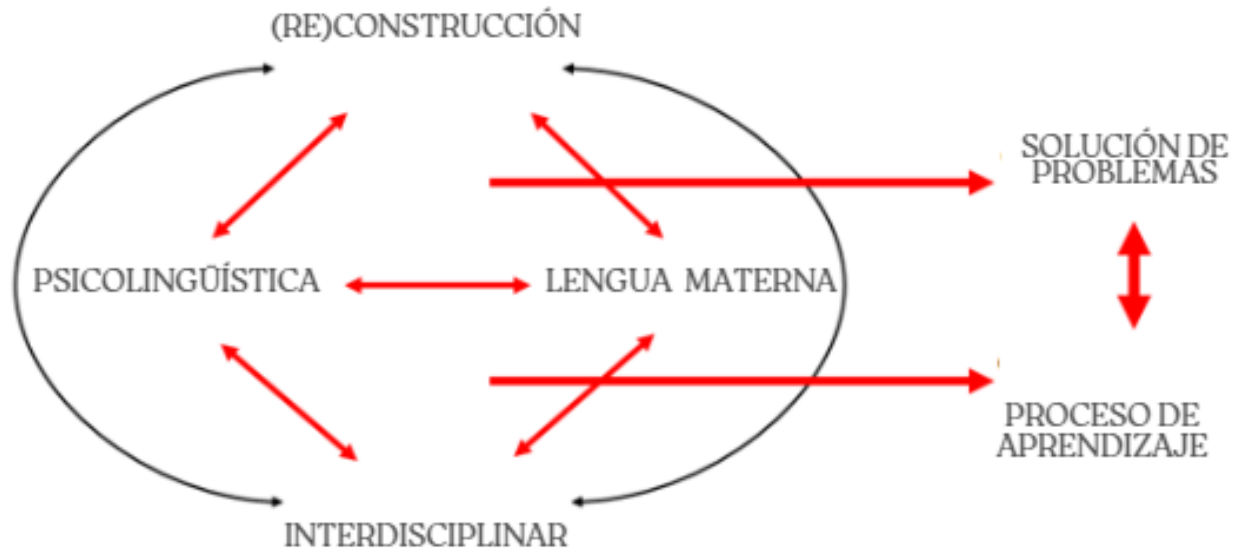 (RE)CONSTRUCCIÓN
SOLUCIÓN DE
PROBLEMAS
PSICOLINGÜÍSTICA
LENGUA MATERNA
PROCESO DE
APRENDIZAJE
INTERDISCIPLINAR